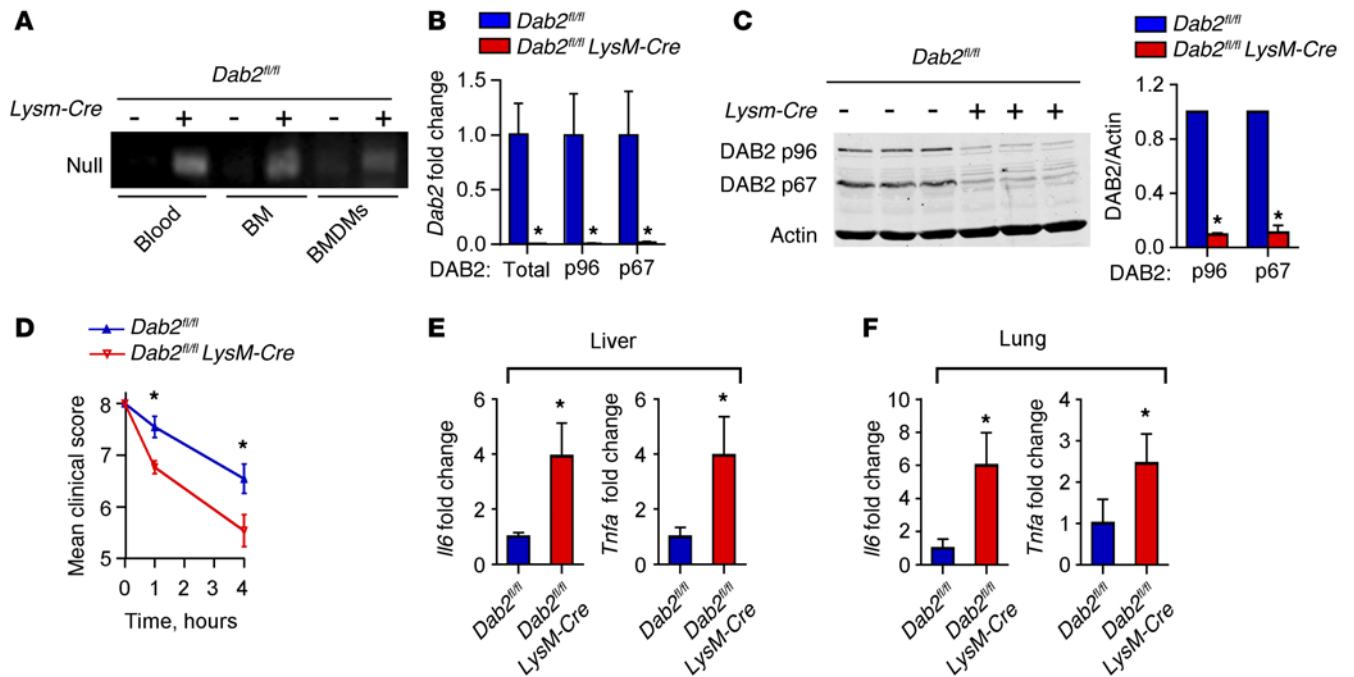 A
Dab2fl/fl
Lysm-Cre
- + - + - +
Null
Blood
BM
BMDMs
B
Dab2fl/fl
Dab2fl/fl LysM-Cre
Dab2 fold change
1.5
1.0
0.5
0.0
* * *
DAB2: Total p96 p67
C
Dab2fl/fl
Lysm-Cre
- - - + + +
DAB2 p96
DAB2 p67
Actin
Dab2fl/fl
Dab2fl/fl LysM-Cre
DAB2/Actin
1.2
0.8
0.4
0.0
* *
DAB2: p96 p67
D
Dab2fl/fl
Dab2fl/fl LysM-Cre
Mean clinical score
8
7
6
5
* *
0 1 2 3 4
Time, hours
E
Liver
Il6 fold change
6
4
2
0
*
Dab2fl/fl
Dab2fl/fl
LysM-Cre
Tnfa fold change
6
4
2
0
*
Dab2fl/fl
Dab2fl/fl
LysM-Cre
F
Lung
Il6 fold change
10
8
6
4
2
0
*
Dab2fl/fl
Dab2fl/fl
LysM-Cre
Tnfa fold change
4
3
2
1
0
*
Dab2fl/fl
Dab2fl/fl
LysM-Cre